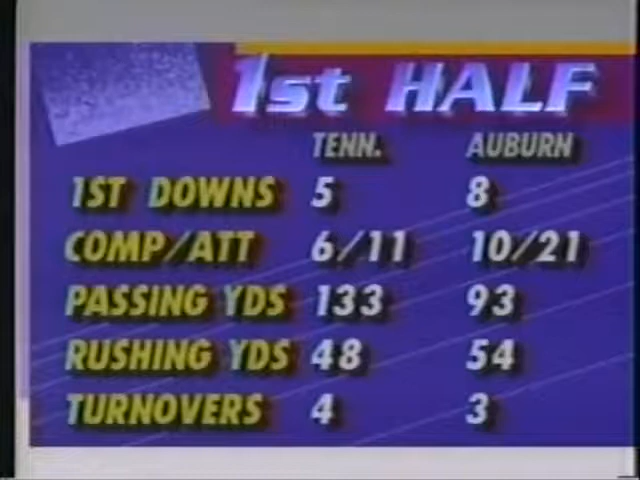 1st HALF
TENN. AUBURN
1ST DOWNS 5 8
COMP/ATT 6/11 10/21
PASSING YDS 133 93
RUSHING YDS 48 54
TURNOVERS 4 3